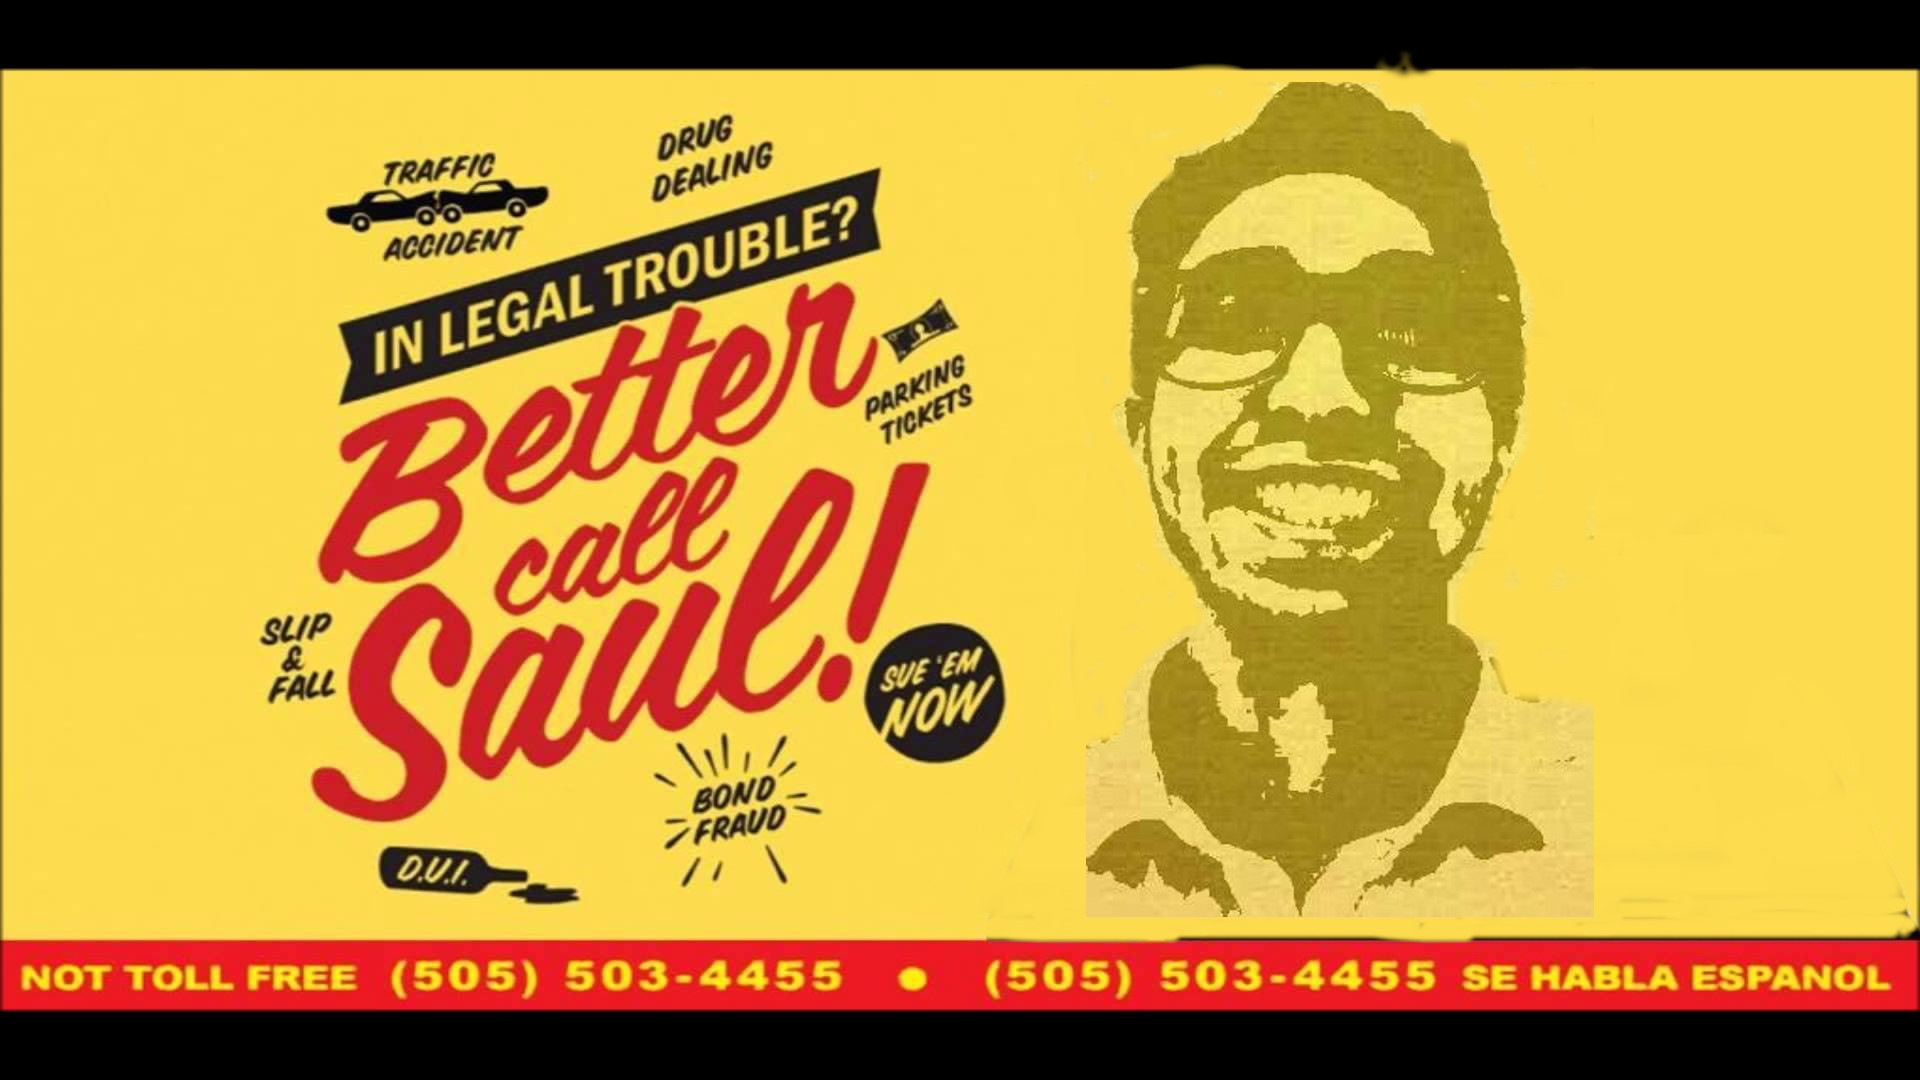 TRAFFIC
ACCIDENT
DRUG
DEALING
IN LEGAL TROUBLE?
Better
call
Saul!
PARKING
TICKETS
SLIP
&
FALL
SUE 'EM
NOW
BOND
FRAUD
D.U.I.
NOT TOLL FREE (505) 503-4455 • (505) 503-4455 SE HABLA ESPANOL